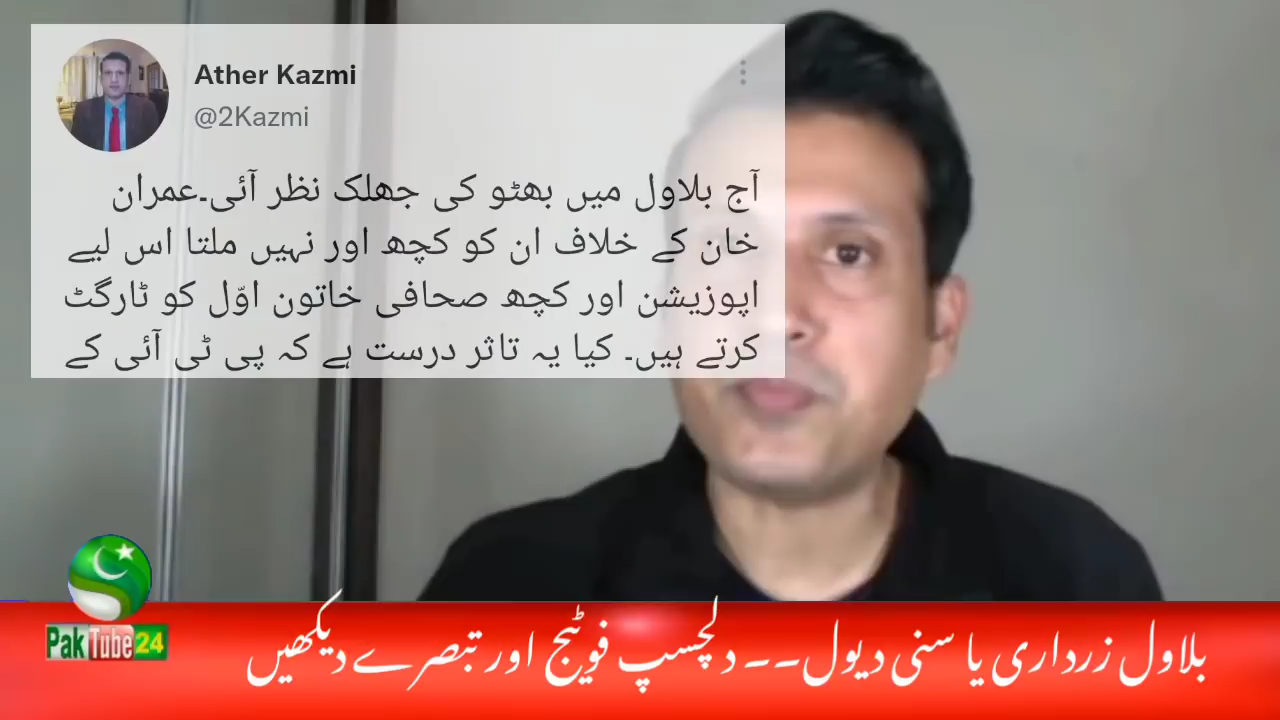 Ather Kazmi
@2Kazmi
آج بلاول میں بھٹو کی جھلک نظر آئی۔عمران
خان کے خلاف ان کو کچھ اور نہیں ملتا اس لیے
اپوزیشن اور کچھ صحافی خاتون اوّل کو ٹارگٹ
کرتے ہیں۔ کیا یہ تاثر درست ہے کہ پی ٹی آئی کے
PakTube24
بلاول زرداری یا سنی دیول۔۔ دلچسپ فوٹیج اور تبصرے دیکھیں